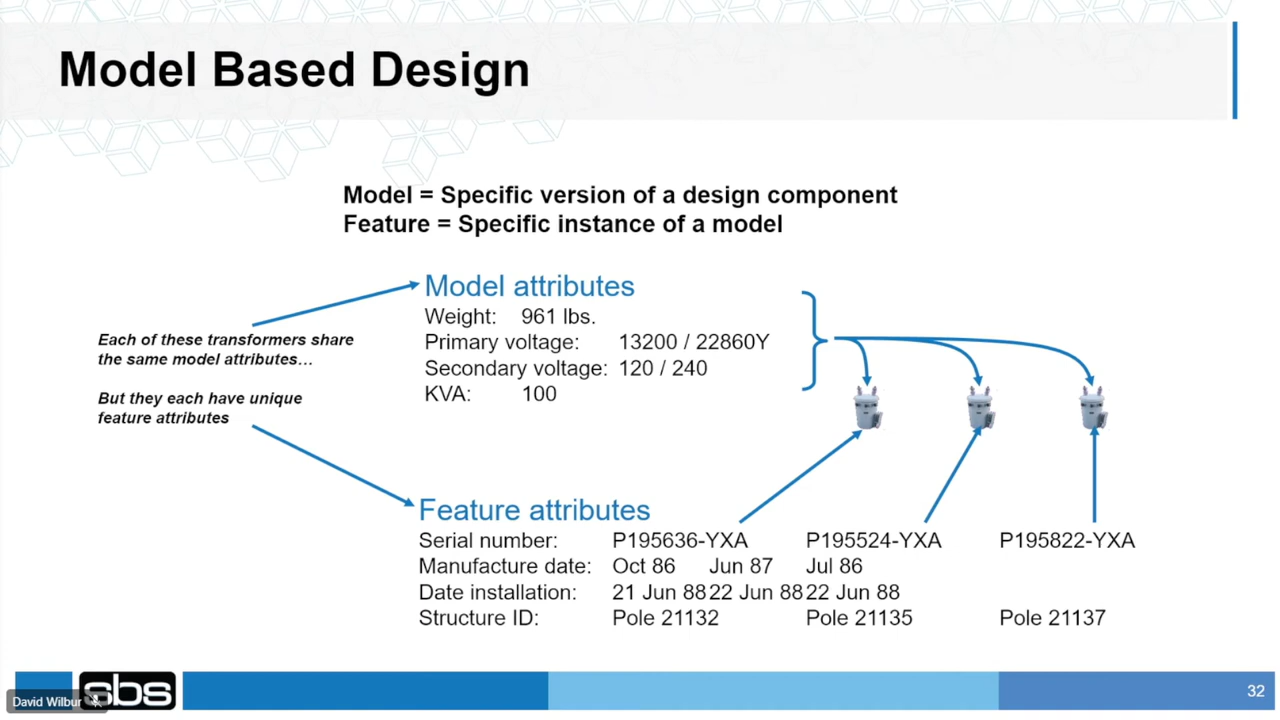 Model Based Design
Model = Specific version of a design component
Feature = Specific instance of a model
Model attributes
Weight: 961 lbs.
Primary voltage: 13200 / 22860Y
Secondary voltage: 120 / 240
KVA: 100
Each of these transformers share
the same model attributes…
But they each have unique
feature attributes
Feature attributes
Serial number: P195636-YXA P195524-YXA P195822-YXA
Manufacture date: Oct 86 Jun 87 Jul 86
Date installation: 21 Jun 88 22 Jun 88 22 Jun 88
Structure ID: Pole 21132 Pole 21135 Pole 21137
sbs
David Wilbur
32